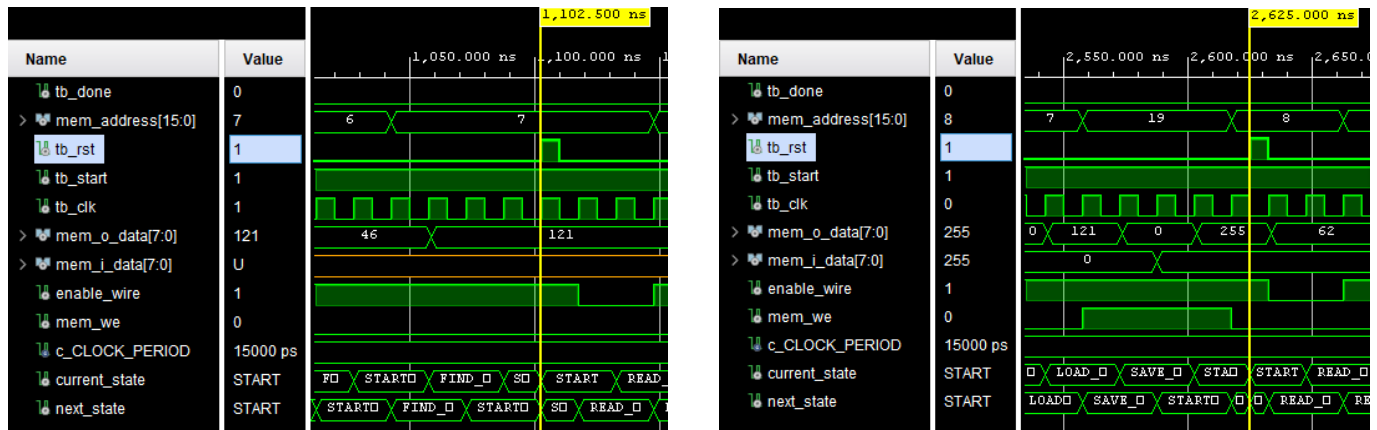 1,102.500 ns
Name Value 1,050.000 ns 1,100.000 ns
tb_done 0
mem_address[15:0] 7 6 7
tb_rst 1
tb_start 1
tb_clk 1
mem_o_data[7:0] 121 46 121
mem_i_data[7:0] U
enable_wire 1
mem_we 0
c_CLOCK_PERIOD 15000 ps
current_state START F□ START□ FIND_□ S□ START READ_
next_state START START□ FIND_□ START□ S□ READ_□
2,625.000 ns
Name Value 2,550.000 ns 2,600.000 ns 2,650.0
tb_done 0
mem_address[15:0] 8 7 19 8
tb_rst 1
tb_start 1
tb_clk 0
mem_o_data[7:0] 255 0 121 0 255 62
mem_i_data[7:0] 255 0
enable_wire 1
mem_we 0
c_CLOCK_PERIOD 15000 ps
current_state START □ LOAD_□ SAVE_□ STA□ START READ_□
next_state START LOAD□ SAVE_□ START□ □ □ READ_□ RE